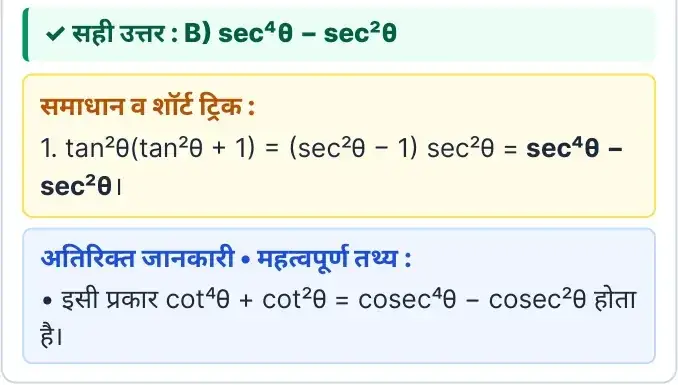 ✓ सही उत्तर : B) sec⁴θ − sec²θ
समाधान व शॉर्ट ट्रिक :
1. tan²θ(tan²θ + 1) = (sec²θ − 1) sec²θ = sec⁴θ −
sec²θ।
अतिरिक्त जानकारी • महत्वपूर्ण तथ्य :
• इसी प्रकार cot⁴θ + cot²θ = cosec⁴θ − cosec²θ होता
है।